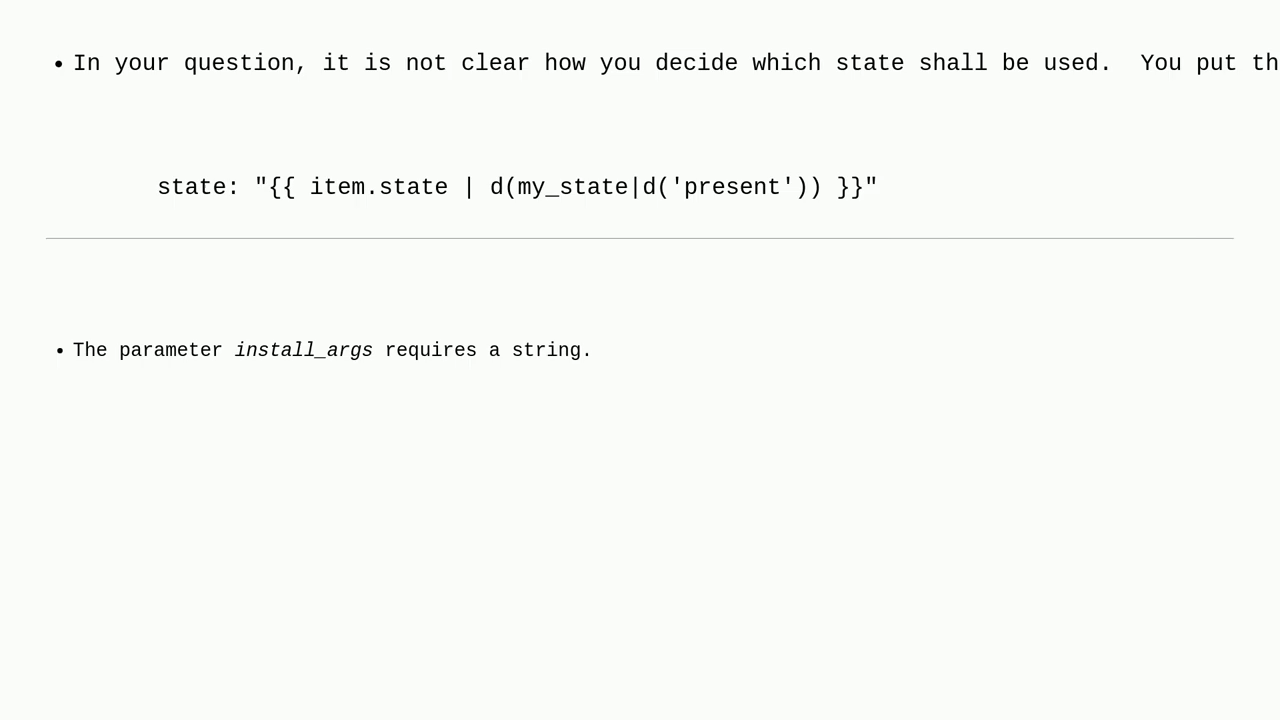 • In your question, it is not clear how you decide which state shall be used.  You put
state: "{{ item.state | d(my_state|d('present')) }}"
• The parameter install_args requires a string.